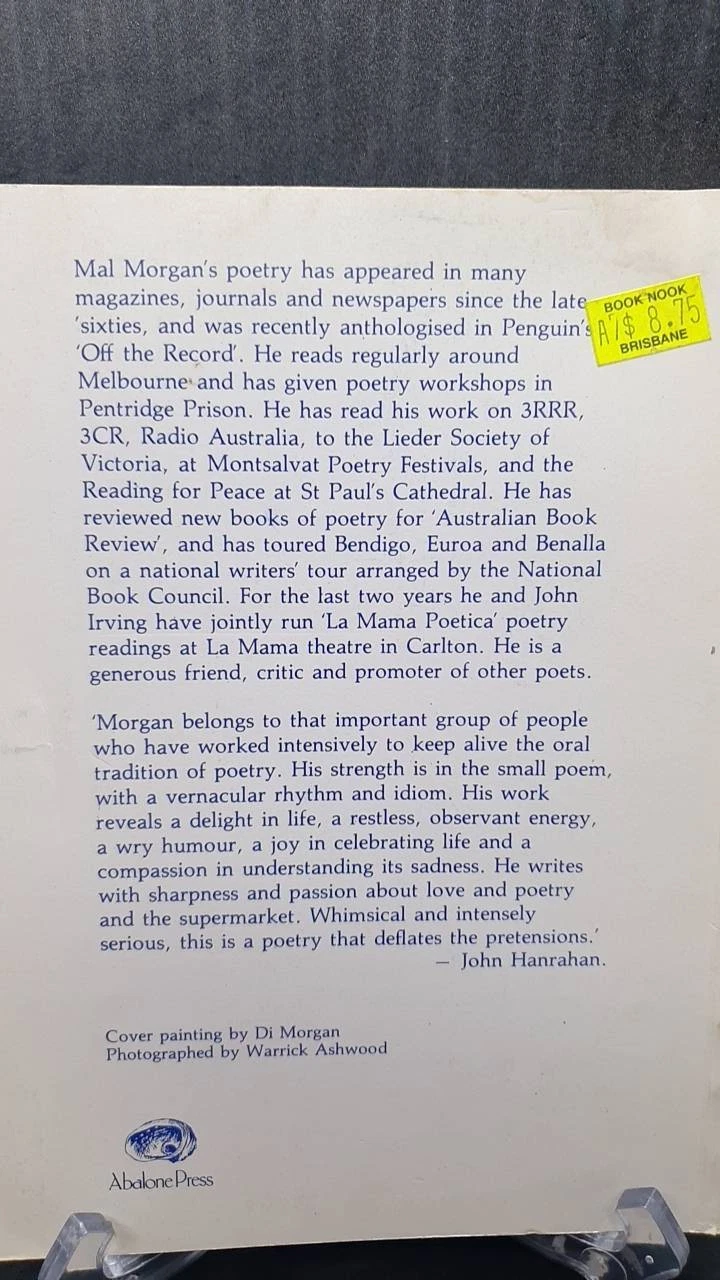 Mal Morgan's poetry has appeared in many
magazines, journals and newspapers since the late
'sixties, and was recently anthologised in Penguin's
'Off the Record'. He reads regularly around
Melbourne and has given poetry workshops in
Pentridge Prison. He has read his work on 3RRR,
3CR, Radio Australia, to the Lieder Society of
Victoria, at Montsalvat Poetry Festivals, and the
Reading for Peace at St Paul's Cathedral. He has
reviewed new books of poetry for 'Australian Book
Review', and has toured Bendigo, Euroa and Benalla
on a national writers' tour arranged by the National
Book Council. For the last two years he and John
Irving have jointly run 'La Mama Poetica' poetry
readings at La Mama theatre in Carlton. He is a
generous friend, critic and promoter of other poets.
BOOK NOOK
A7$ 8.75
BRISBANE
'Morgan belongs to that important group of people
who have worked intensively to keep alive the oral
tradition of poetry. His strength is in the small poem,
with a vernacular rhythm and idiom. His work
reveals a delight in life, a restless, observant energy,
a wry humour, a joy in celebrating life and a
compassion in understanding its sadness. He writes
with sharpness and passion about love and poetry
and the supermarket. Whimsical and intensely
serious, this is a poetry that deflates the pretensions.'
— John Hanrahan.
Cover painting by Di Morgan
Photographed by Warrick Ashwood
Abalone Press